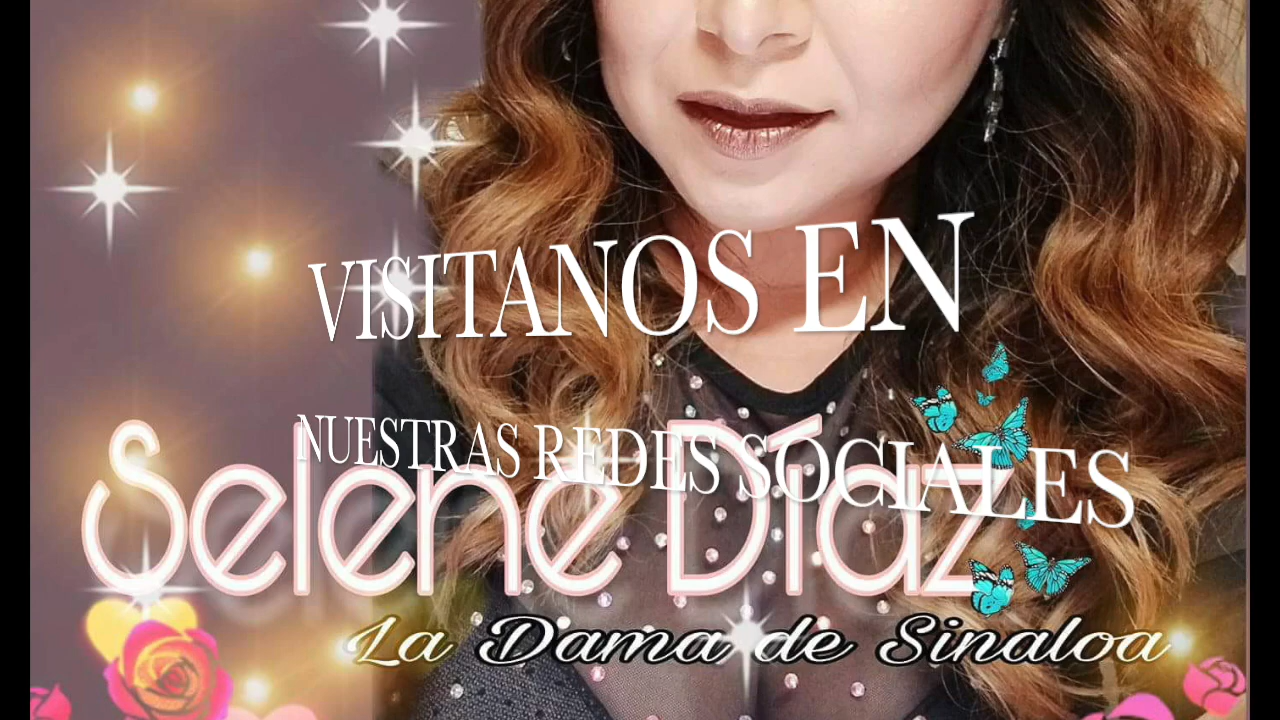 VISITANOS EN
NUESTRAS REDES SOCIALES
Selene Díaz
La Dama de Sinaloa